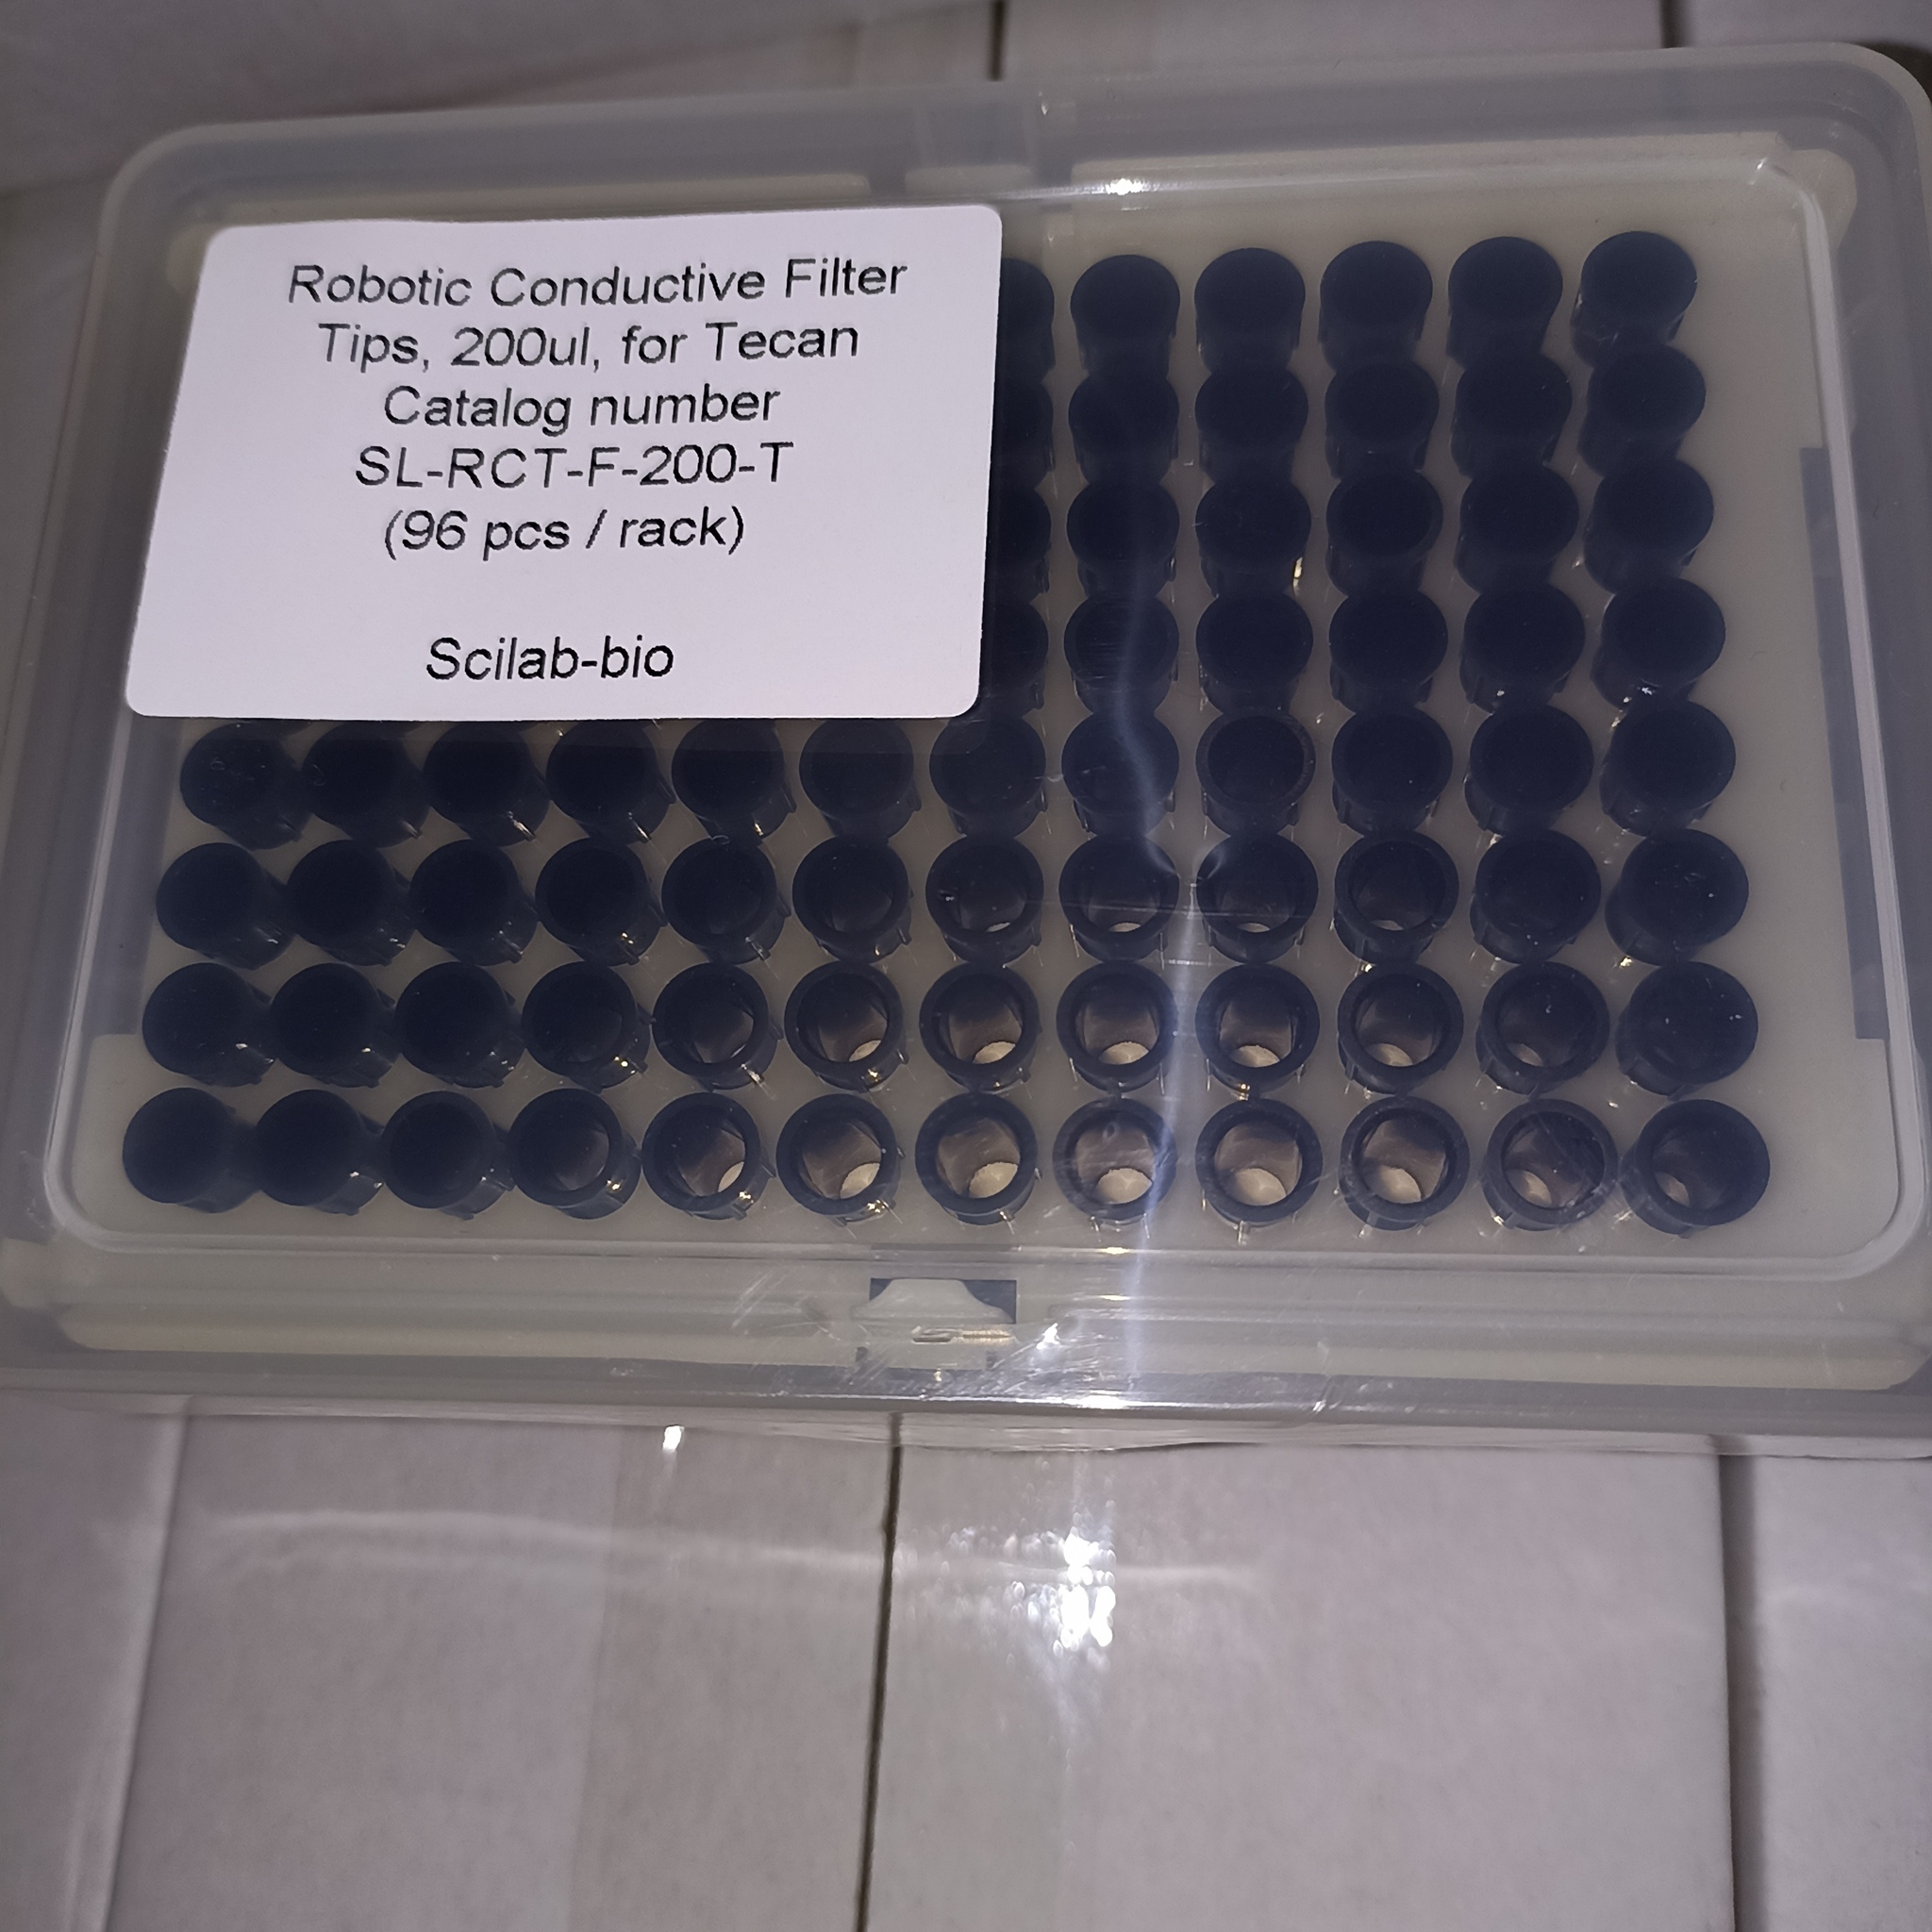 Robotic Conductive Filter
Tips, 200ul, for Tecan
Catalog number
SL-RCT-F-200-T
(96 pcs / rack)
Scilab-bio